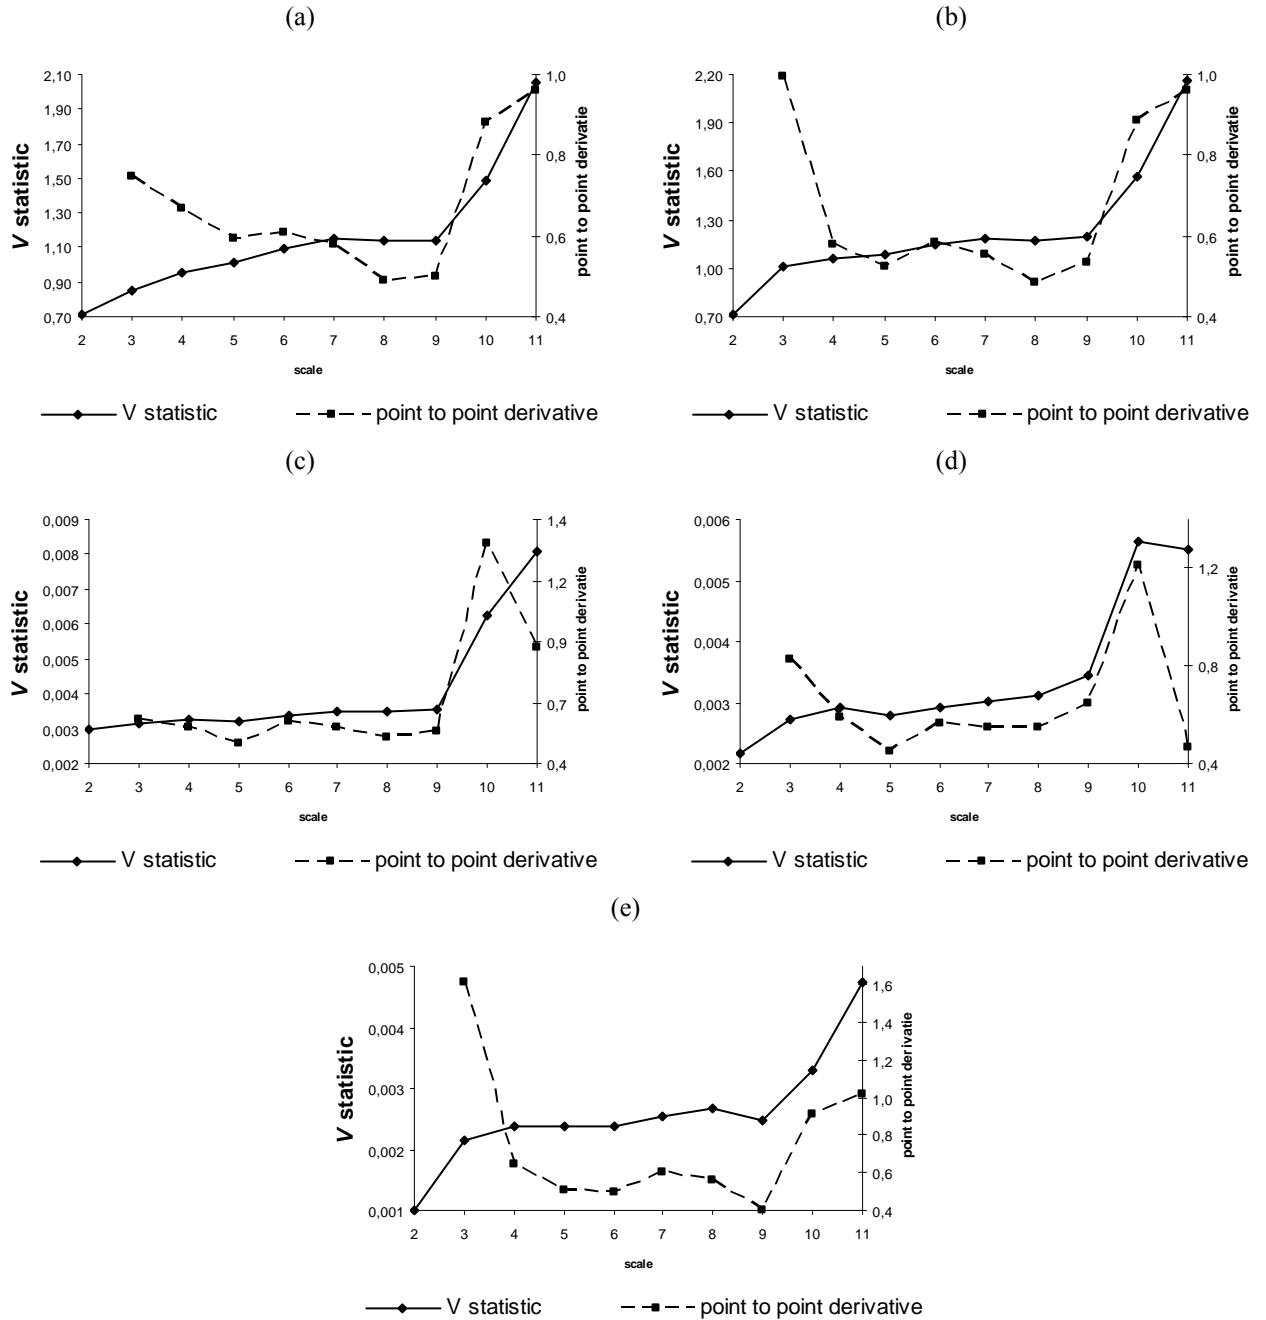 (a)
(b)
2,10
1,90
1,70
1,50
1,30
1,10
0,90
0,70
V statistic
1,0
0,8
0,6
0,4
point to point derivatie
2 3 4 5 6 7 8 9 10 11
scale
V statistic point to point derivative
2,20
1,90
1,60
1,30
1,00
0,70
V statistic
1,0
0,8
0,6
0,4
point to point derivatie
2 3 4 5 6 7 8 9 10 11
scale
V statistic point to point derivative
(c)
(d)
0,009
0,008
0,007
0,006
0,005
0,004
0,003
0,002
V statistic
1,4
1,2
0,9
0,7
0,4
point to point derivatie
2 3 4 5 6 7 8 9 10 11
scale
V statistic point to point derivative
0,006
0,005
0,004
0,003
0,002
V statistic
1,2
0,8
0,4
point to point derivatie
2 3 4 5 6 7 8 9 10 11
scale
V statistic point to point derivative
(e)
0,005
0,004
0,003
0,002
0,001
V statistic
1,6
1,4
1,2
1,0
0,8
0,6
0,4
point to point derivatie
2 3 4 5 6 7 8 9 10 11
scale
V statistic point to point derivative